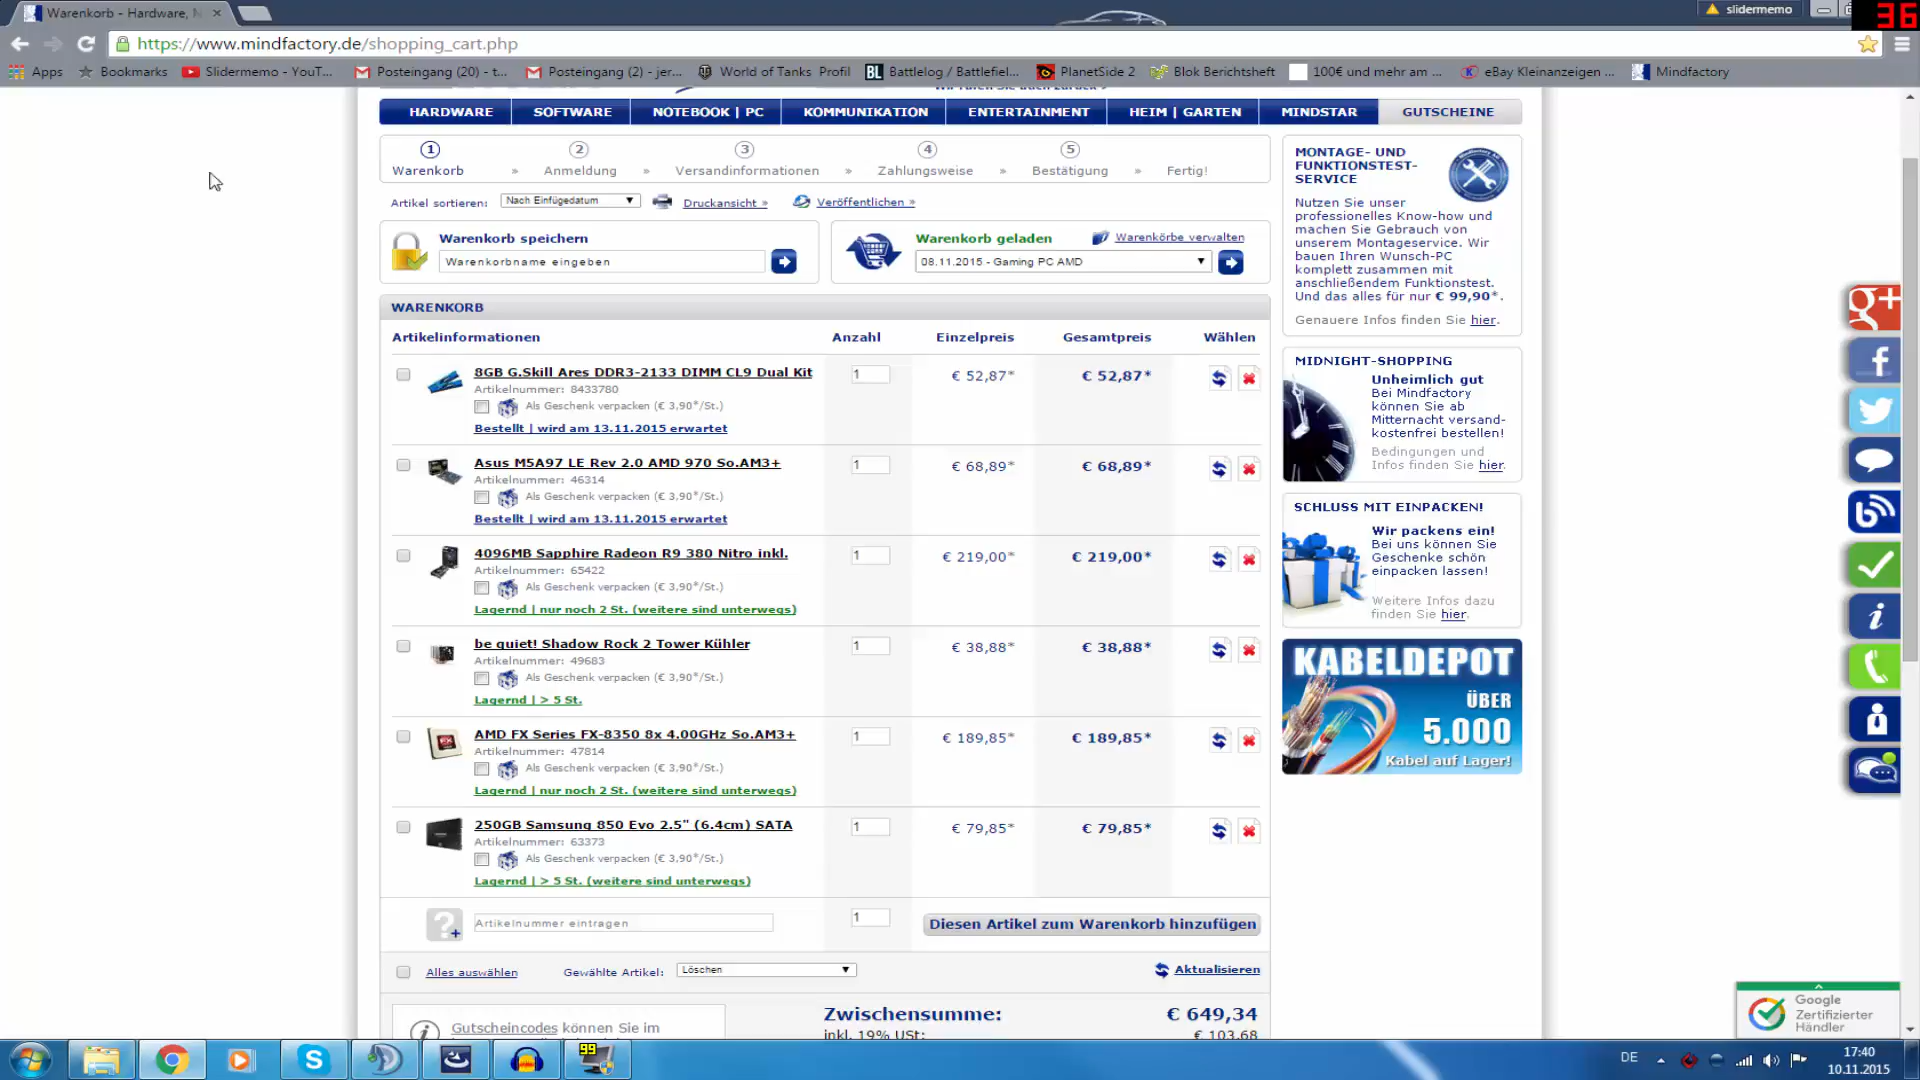 Warenkorb - Hardware,
slidermemo
36
https://www.mindfactory.de/shopping_cart.php
Apps
Bookmarks
Slidermemo - YouT...
Posteingang (20) - t...
Posteingang (2) - jer...
World of Tanks Profil
Battlelog / Battlefiel...
PlanetSide 2
Blok Berichtsheft
100€ und mehr am ...
eBay Kleinanzeigen ...
Mindfactory
HARDWARE
SOFTWARE
NOTEBOOK | PC
KOMMUNIKATION
ENTERTAINMENT
HEIM | GARTEN
MINDSTAR
GUTSCHEINE
1 2 3 4 5
Warenkorb » Anmeldung » Versandinformationen » Zahlungsweise » Bestätigung » Fertig!
Artikel sortieren: Nach Einfügedatum
Druckansicht »
Veröffentlichen »
Warenkorb speichern
Warenkorbname eingeben
Warenkorb geladen
Warenkörbe verwalten
08.11.2015 - Gaming PC AMD
WARENKORB
Artikelinformationen Anzahl Einzelpreis Gesamtpreis Wählen
8GB G.Skill Ares DDR3-2133 DIMM CL9 Dual Kit
1 € 52,87* € 52,87*
Artikelnummer: 8433780
Als Geschenk verpacken (€ 3,90*/St.)
Bestellt | wird am 13.11.2015 erwartet
Asus M5A97 LE Rev 2.0 AMD 970 So.AM3+
1 € 68,89* € 68,89*
Artikelnummer: 46314
Als Geschenk verpacken (€ 3,90*/St.)
Bestellt | wird am 13.11.2015 erwartet
4096MB Sapphire Radeon R9 380 Nitro inkl.
1 € 219,00* € 219,00*
Artikelnummer: 65422
Als Geschenk verpacken (€ 3,90*/St.)
Lagernd | nur noch 2 St. (weitere sind unterwegs)
be quiet! Shadow Rock 2 Tower Kühler
1 € 38,88* € 38,88*
Artikelnummer: 49683
Als Geschenk verpacken (€ 3,90*/St.)
Lagernd | > 5 St.
AMD FX Series FX-8350 8x 4.00GHz So.AM3+
1 € 189,85* € 189,85*
Artikelnummer: 47814
Als Geschenk verpacken (€ 3,90*/St.)
Lagernd | nur noch 2 St. (weitere sind unterwegs)
250GB Samsung 850 Evo 2.5" (6.4cm) SATA
1 € 79,85* € 79,85*
Artikelnummer: 63373
Als Geschenk verpacken (€ 3,90*/St.)
Lagernd | > 5 St. (weitere sind unterwegs)
Artikelnummer eintragen
1
Diesen Artikel zum Warenkorb hinzufügen
Alles auswählen
Gewählte Artikel: Löschen
Aktualisieren
Gutscheincodes können Sie im
Zwischensumme: € 649,34
inkl. 19% USt: € 103,68
MONTAGE- UND
FUNKTIONSTEST-
SERVICE
Nutzen Sie unser
professionelles Know-how und
machen Sie Gebrauch von
unserem Montageservice. Wir
bauen Ihren Wunsch-PC
komplett zusammen mit
anschließendem Funktionstest.
Und das alles für nur € 99,90*.
Genauere Infos finden Sie hier.
MIDNIGHT-SHOPPING
Unheimlich gut
Bei Mindfactory
können Sie ab
Mitternacht versand-
kostenfrei bestellen!
Bedingungen und
Infos finden Sie hier.
SCHLUSS MIT EINPACKEN!
Wir packens ein!
Bei uns können Sie
Geschenke schön
einpacken lassen!
Weitere Infos dazu
finden Sie hier.
KABELDEPOT
ÜBER
5.000
Kabel auf Lager!
g+
Google
Zertifizierter
Händler
99
DE
17:40
10.11.2015